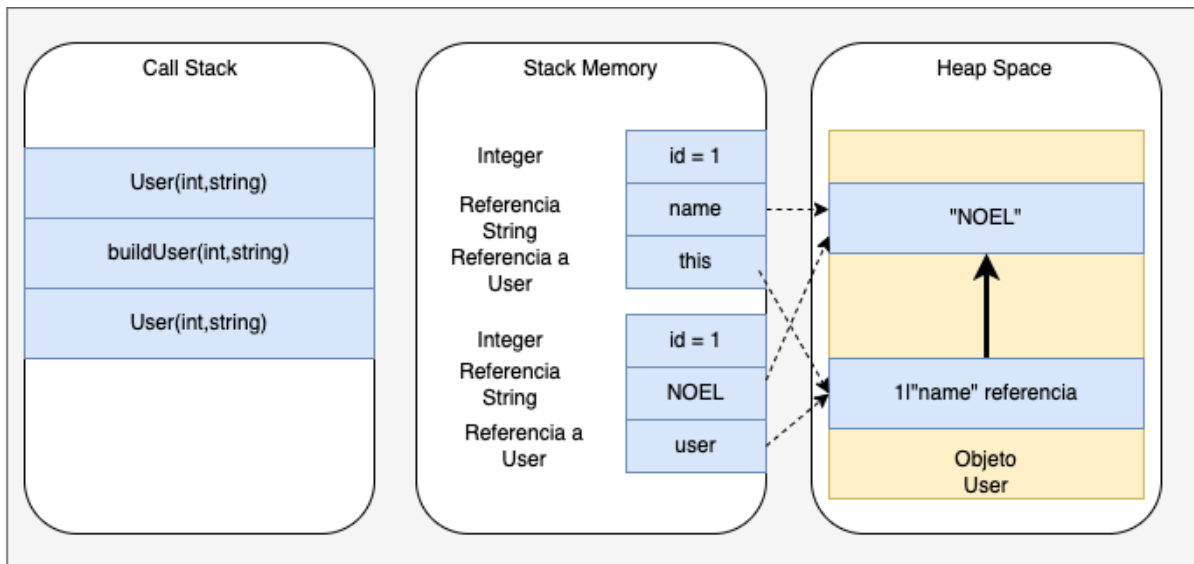 Call Stack
User(int,string)
buildUser(int,string)
User(int,string)
Stack Memory
Integer
id = 1
Referencia
String
name
Referencia a
User
this
Integer
id = 1
Referencia
String
NOEL
Referencia a
User
user
Heap Space
"NOEL"
1I"name" referencia
Objeto
User